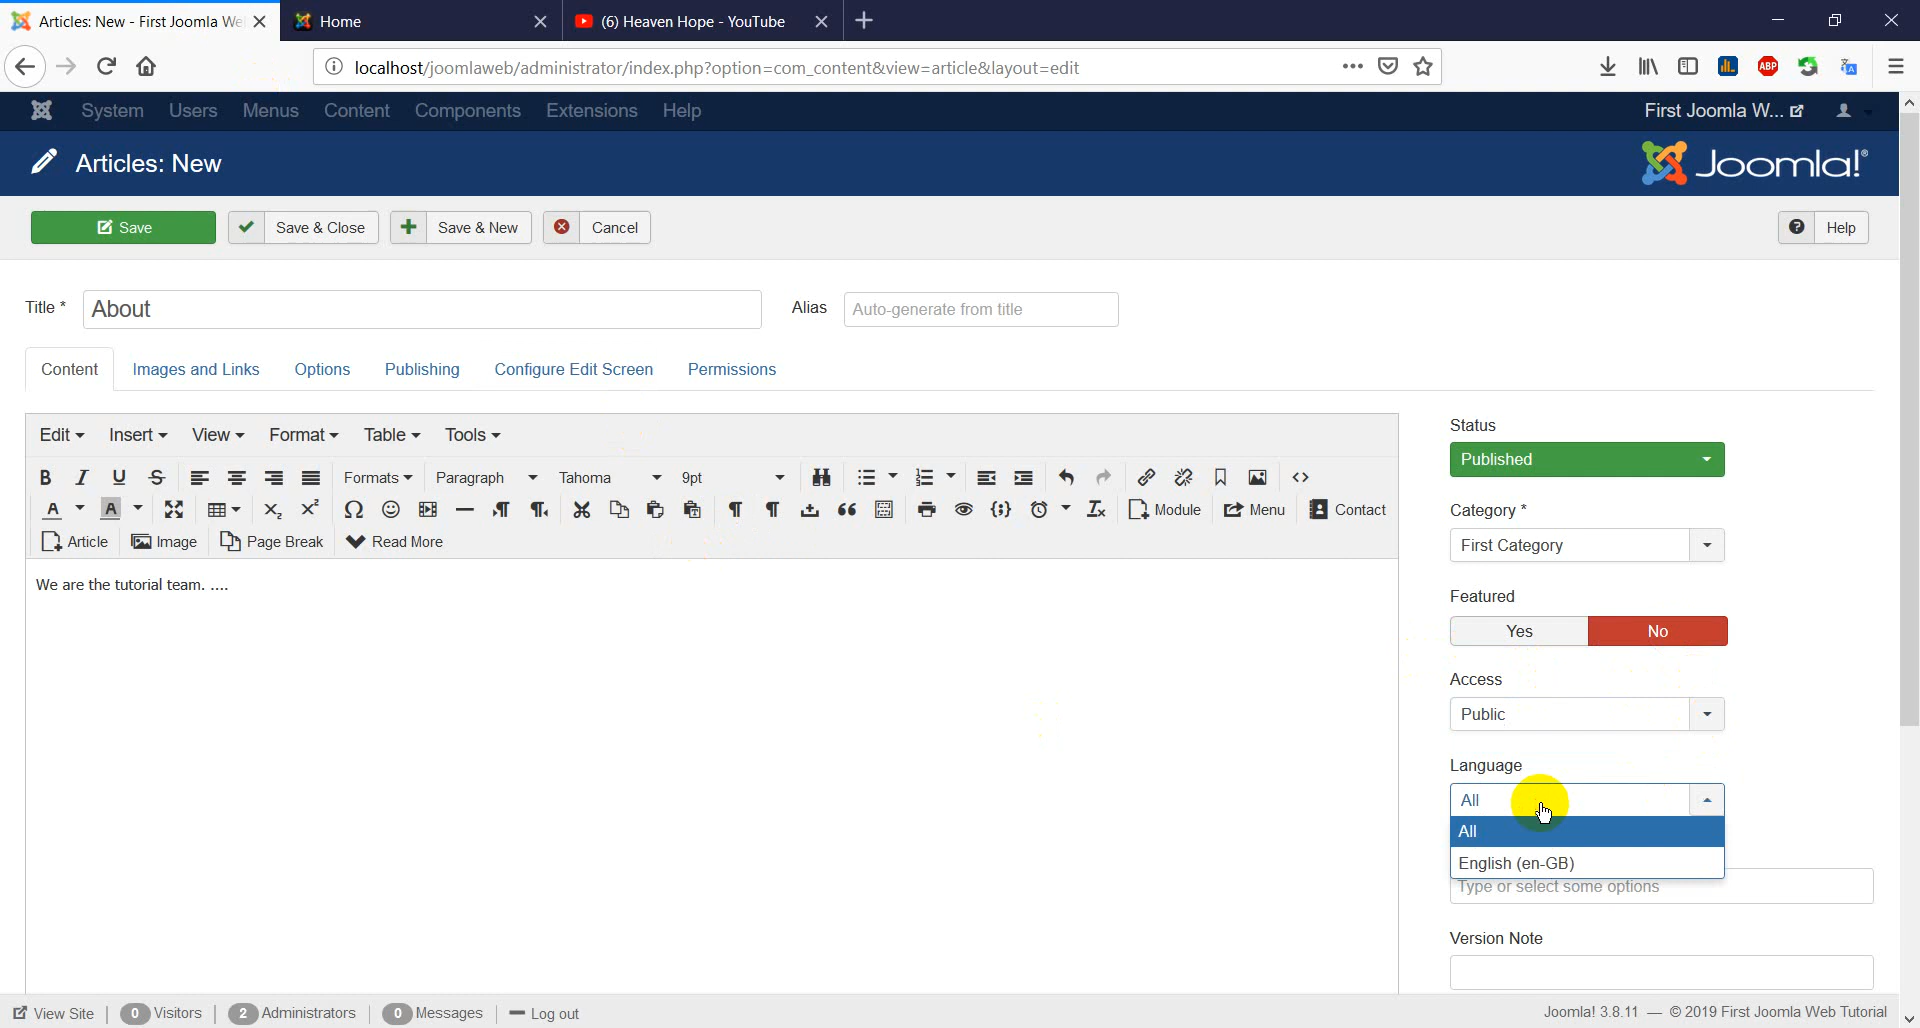 Articles: New - First Joomla We
Home
(6) Heaven Hope - YouTube
localhost/joomlaweb/administrator/index.php?option=com_content&view=article&layout=edit
ABP
System Users Menus Content Components Extensions Help
First Joomla W...
Articles: New
Joomla!®
Save
Save & Close
Save & New
Cancel
Help
Title *
About
Alias
Auto-generate from title
Content
Images and Links
Options
Publishing
Configure Edit Screen
Permissions
Edit Insert View Format Table Tools
Formats Paragraph Tahoma 9pt
Module Menu Contact
Article Image Page Break Read More
We are the tutorial team. ....
Status
Published
Category *
First Category
Featured
Yes No
Access
Public
Language
All
All
English (en-GB)
Type or select some options
Version Note
View Site 0 Visitors 2 Administrators 0 Messages Log out
Joomla! 3.8.11 — © 2019 First Joomla Web Tutorial